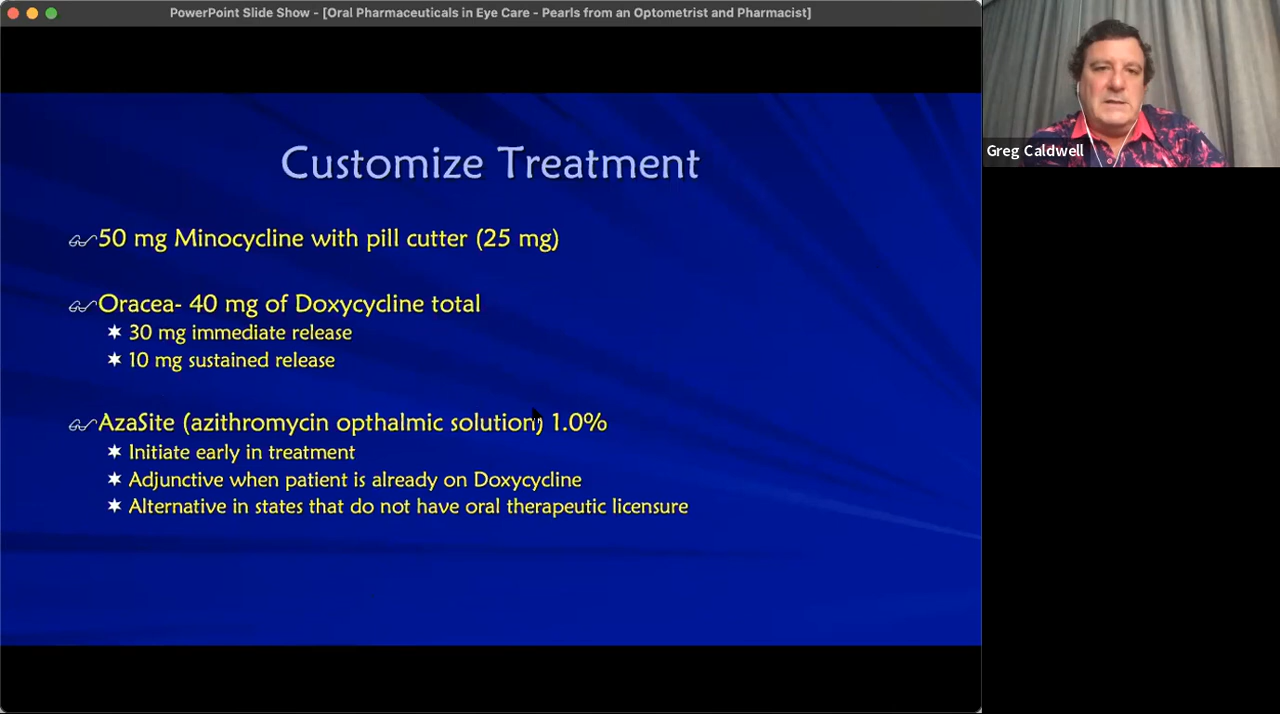 PowerPoint Slide Show - [Oral Pharmaceuticals in Eye Care - Pearls from an Optometrist and Pharmacist]
Greg Caldwell
Customize Treatment
50 mg Minocycline with pill cutter (25 mg)
Oracea- 40 mg of Doxycycline total
30 mg immediate release
10 mg sustained release
AzaSite (azithromycin opthalmic solution) 1.0%
Initiate early in treatment
Adjunctive when patient is already on Doxycycline
Alternative in states that do not have oral therapeutic licensure